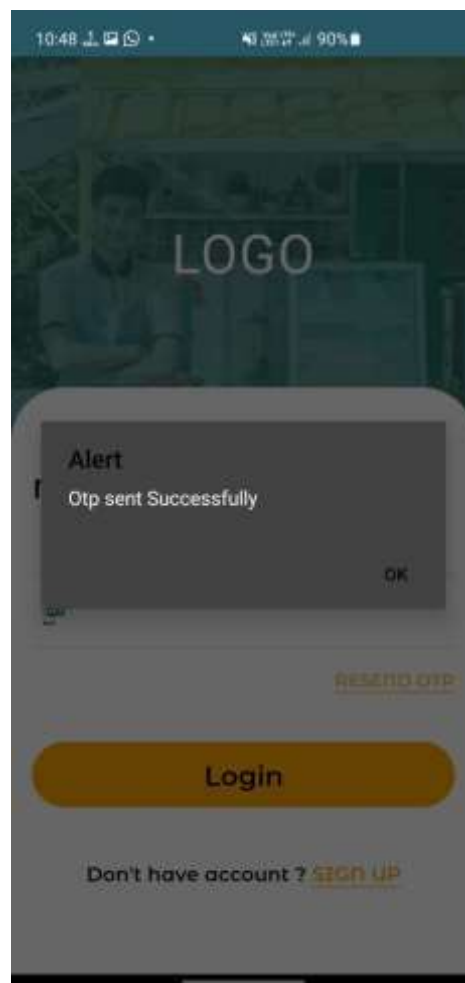 10:48
90%
LOGO
Alert
Otp sent Successfully
OK
RESEND OTP
Login
Don't have account ? SIGN UP